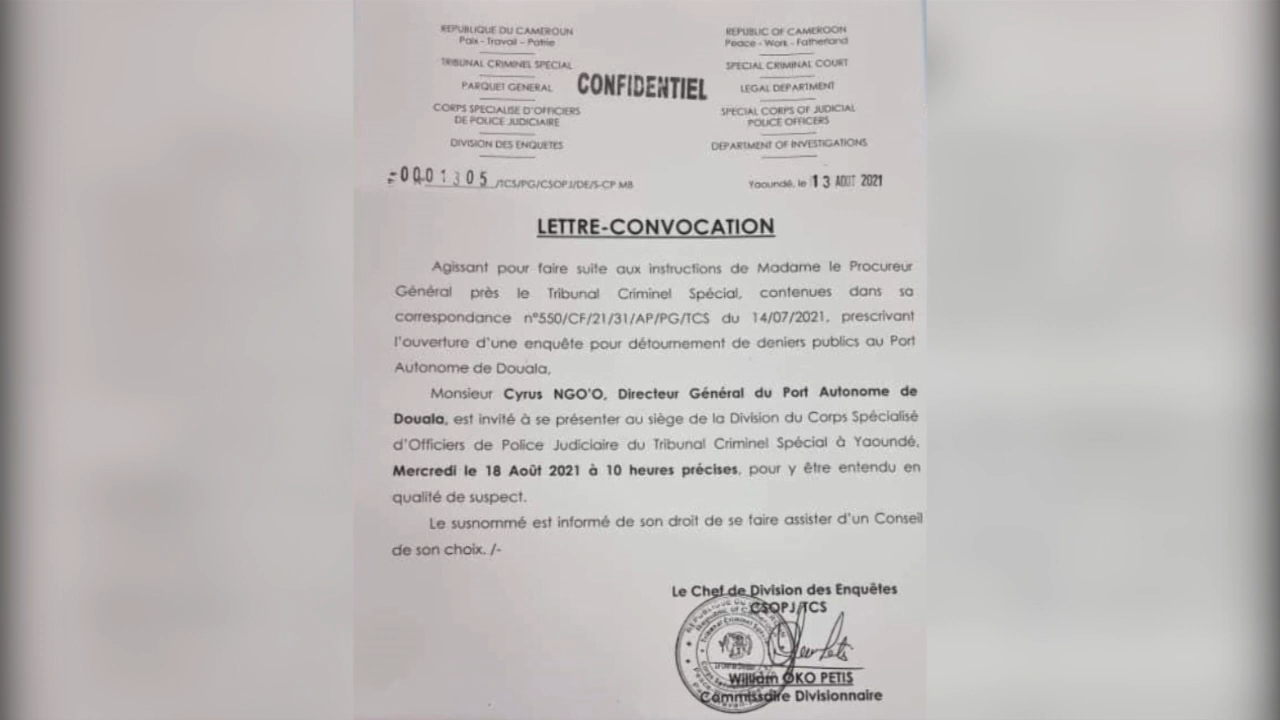 REPUBLIQUE DU CAMEROUN
Paix - Travail – Patrie
TRIBUNAL CRIMINEL SPECIAL
PARQUET GENERAL
CORPS SPECIALISE D'OFFICIERS
DE POLICE JUDICIAIRE
DIVISION DES ENQUETES
CONFIDENTIEL
REPUBLIC OF CAMEROON
Peace - Work - Fatherland
SPECIAL CRIMINAL COURT
LEGAL DEPARTMENT
SPECIAL CORPS OF JUDICIAL
POLICE OFFICERS
DEPARTMENT OF INVESTIGATIONS
0001305 /TCS/PG/CSOPJ/DE/S-CP MB
Yaoundé, le 13 AOUT 2021
LETTRE-CONVOCATION
Agissant pour faire suite aux instructions de Madame le Procureur
Général près le Tribunal Criminel Spécial, contenues dans sa
correspondance n°550/CF/21/31/AP/PG/TCS du 14/07/2021, prescrivant
l'ouverture d'une enquête pour détournement de deniers publics au Port
Autonome de Douala,
Monsieur Cyrus NGO'O, Directeur Général du Port Autonome de
Douala, est invité à se présenter au siège de la Division du Corps Spécialisé
d'Officiers de Police Judiciaire du Tribunal Criminel Spécial à Yaoundé,
Mercredi le 18 Août 2021 à 10 heures précises, pour y être entendu en
qualité de suspect.
Le susnommé est informé de son droit de se faire assister d'un Conseil
de son choix. /-
Le Chef de Division des Enquêtes
CSOPJ/TCS
William OKO PETIS
Commissaire Divisionnaire